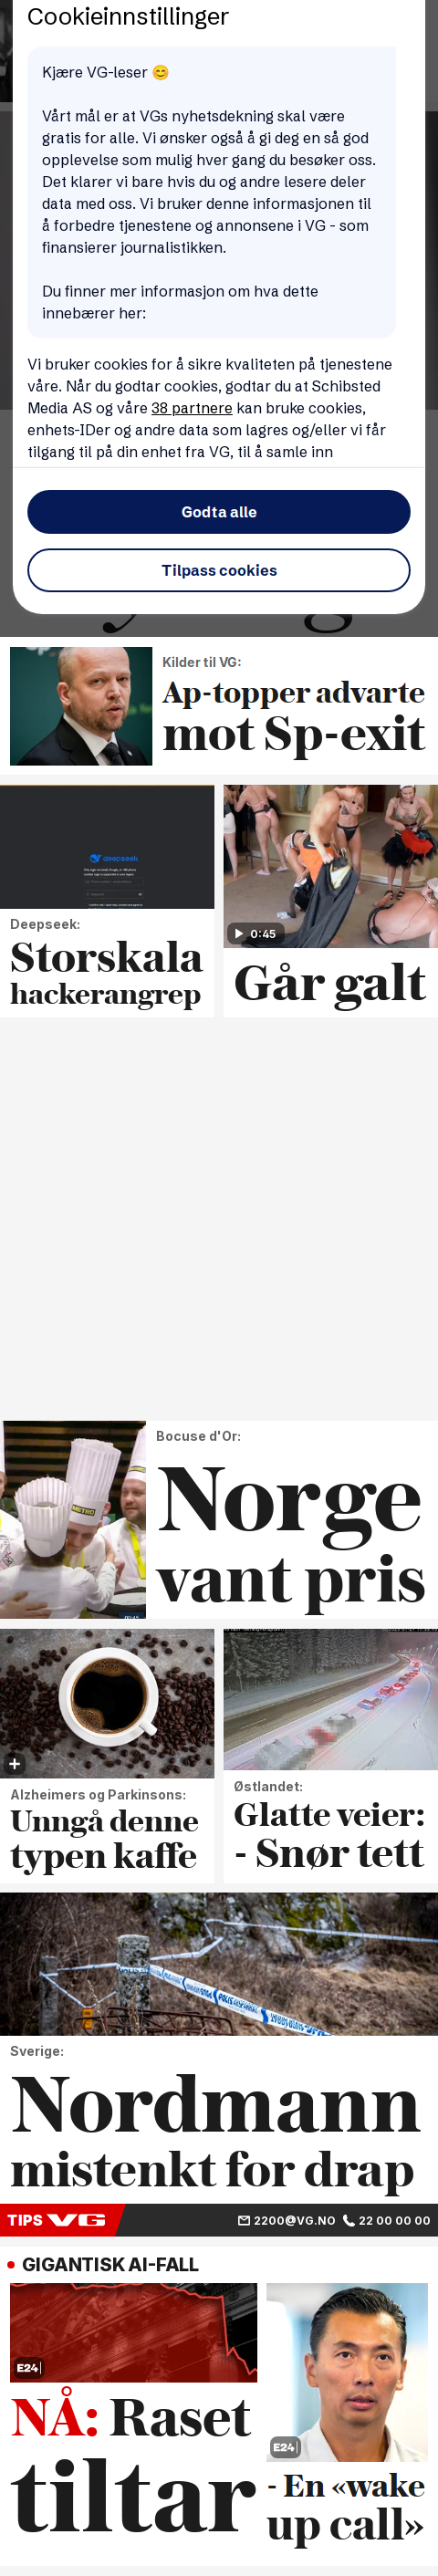 Cookieinnstillinger
Kjære VG-leser 😊
Vårt mål er at VGs nyhetsdekning skal være
gratis for alle. Vi ønsker også å gi deg en så god
opplevelse som mulig hver gang du besøker oss.
Det klarer vi bare hvis du og andre lesere deler
data med oss. Vi bruker denne informasjonen til
å forbedre tjenestene og annonsene i VG - som
finansierer journalistikken.
Du finner mer informasjon om hva dette
innebærer her:
Vi bruker cookies for å sikre kvaliteten på tjenestene
våre. Når du godtar cookies, godtar du at Schibsted
Media AS og våre 38 partnere kan bruke cookies,
enhets-IDer og andre data som lagres og/eller vi får
tilgang til på din enhet fra VG, til å samle inn
Godta alle
Tilpass cookies
Kilder til VG:
Ap-topper advarte
mot Sp-exit
deepseek
Deepseek:
Storskala
hackerangrep
0:45
Går galt
METRO
Bocuse d'Or:
Norge
vant pris
Alzheimers og Parkinsons:
Unngå denne
typen kaffe
Østlandet:
Glatte veier:
- Snør tett
Sverige:
Nordmann
mistenkt for drap
TIPS VG 2200@VG.NO 22 00 00 00
GIGANTISK AI-FALL
E24
NÅ: Raset
tiltar
E24
- En «wake
up call»